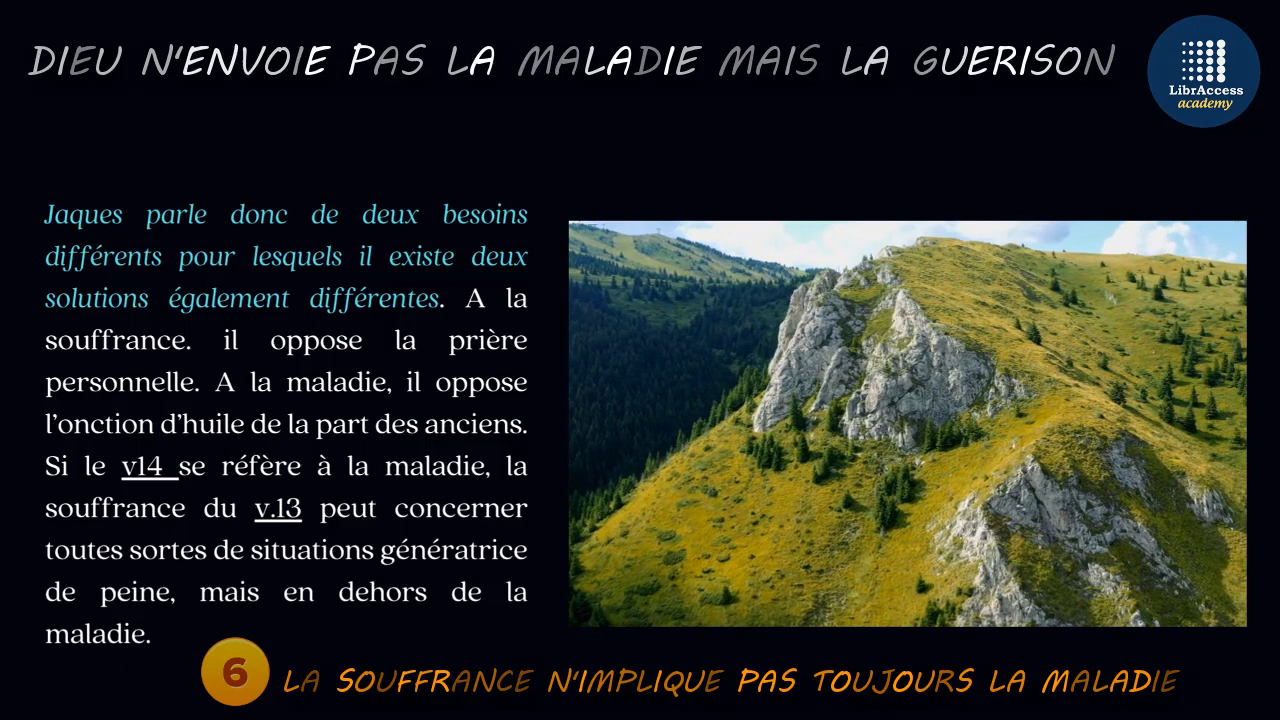 DIEU N'ENVOIE PAS LA MALADIE MAIS LA GUERISON
LibrAccess
academy
Jaques parle donc de deux besoins
différents pour lesquels il existe deux
solutions également différentes. A la
souffrance. il oppose la prière
personnelle. A la maladie, il oppose
l'onction d'huile de la part des anciens.
Si le v14 se réfère à la maladie, la
souffrance du v.13 peut concerner
toutes sortes de situations génératrice
de peine, mais en dehors de la
maladie.
6 LA SOUFFRANCE N'IMPLIQUE PAS TOUJOURS LA MALADIE